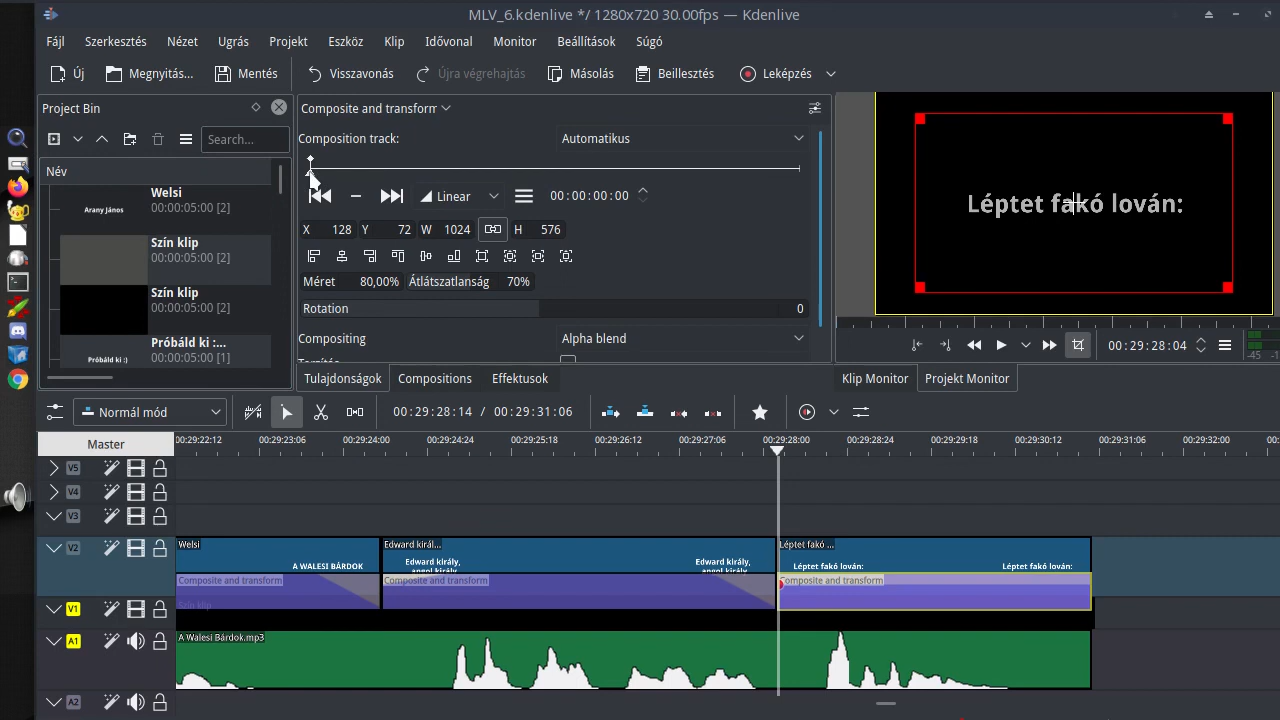 MLV_6.kdenlive */ 1280x720 30.00fps — Kdenlive
Fájl Szerkesztés Nézet Ugrás Projekt Eszköz Klip Idővonal Monitor Beállítások Súgó
Új Megnyitás... Mentés Visszavonás Újra végrehajtás Másolás Beillesztés Leképzés
Project Bin
Search...
Név
Arany János
Welsi
00:00:05:00 [2]
Szín klip
00:00:05:00 [2]
Szín klip
00:00:05:00 [2]
Próbáld ki :)
Próbáld ki :...
00:00:05:00 [1]
Composite and transform
Composition track: Automatikus
Linear 00:00:00:00
X 128 Y 72 W 1024 H 576
Méret 80,00% Átlátszatlanság 70%
Rotation 0
Compositing Alpha blend
Tulajdonságok Compositions Effektusok
Léptet fakó lován:
00:29:28:04
-45
Klip Monitor Projekt Monitor
Normál mód 00:29:28:14 / 00:29:31:06
Master
00:29:22:12 00:29:23:06 00:29:24:00 00:29:24:24 00:29:25:18 00:29:26:12 00:29:27:06 00:29:28:00 00:29:28:24 00:29:29:18 00:29:30:12 00:29:31:06 00:29:32:00
V5
V4
V3
V2
Welsi
A WALESI BÁRDOK
Composite and transform
Szín klip
Edward királ...
Edward király,
angol király
Edward király,
angol király
Composite and transform
Léptet fakó ...
Léptet fakó lován:
Léptet fakó lován:
Composite and transform
V1
A1
A Walesi Bárdok.mp3
A2